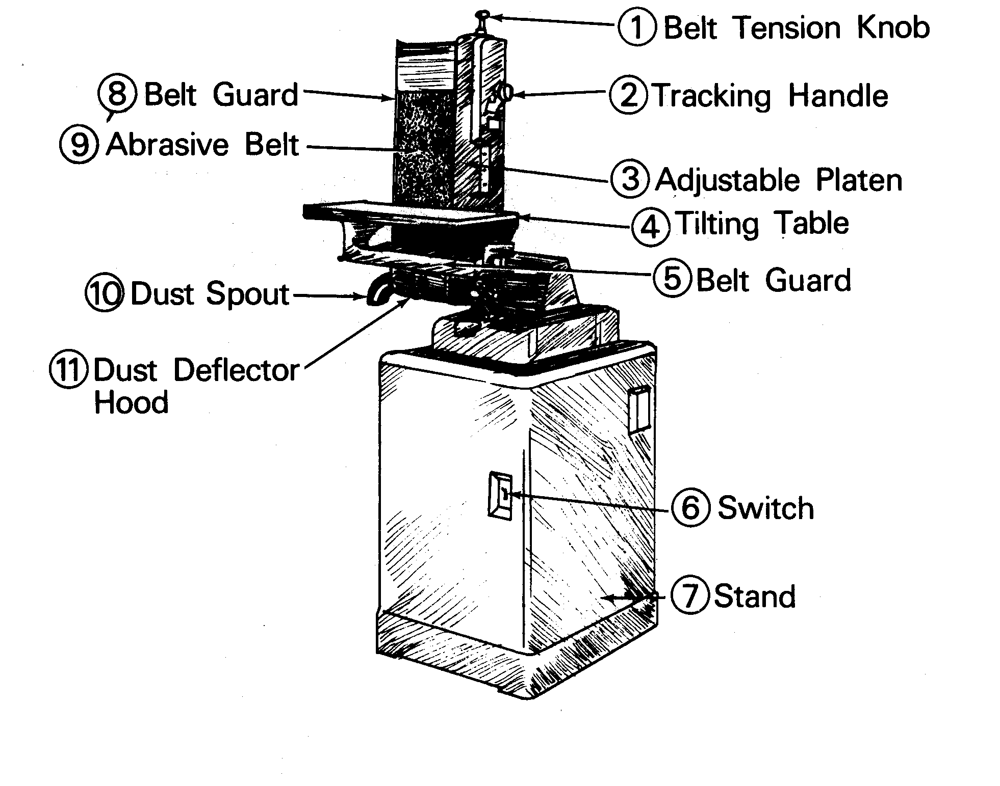 ① Belt Tension Knob
② Tracking Handle
③ Adjustable Platen
④ Tilting Table
⑤ Belt Guard
⑥ Switch
⑦ Stand
⑧ Belt Guard
⑨ Abrasive Belt
⑩ Dust Spout
⑪ Dust Deflector
Hood